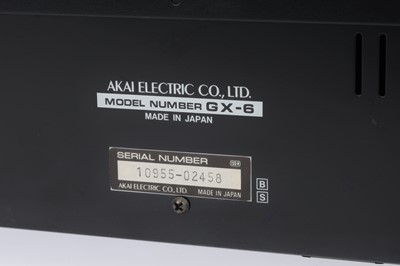 AKAI ELECTRIC CO., LTD.
MODEL NUMBER GX-6
MADE IN JAPAN
SERIAL NUMBER
10955-02458
AKAI ELECTRIC CO., LTD. MADE IN JAPAN
B
S